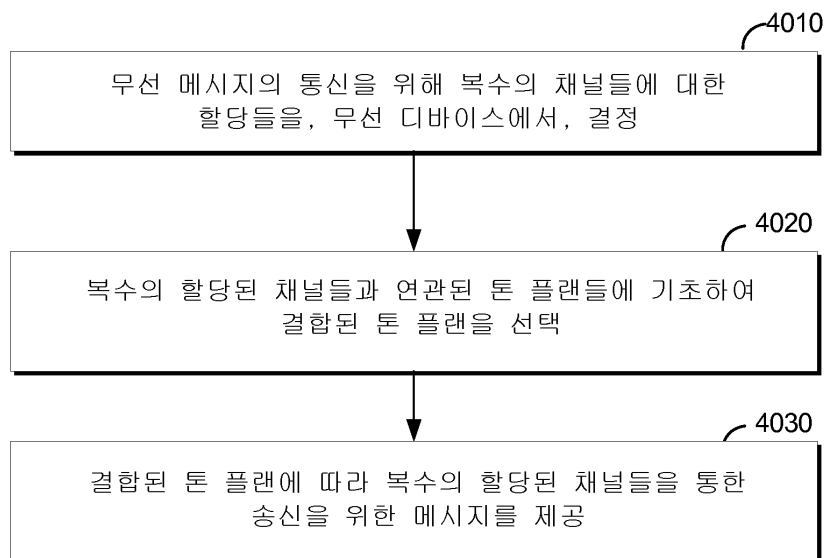 4010
무선 메시지의 통신을 위해 복수의 채널들에 대한
할당들을, 무선 디바이스에서, 결정
4020
복수의 할당된 채널들과 연관된 톤 플랜들에 기초하여
결합된 톤 플랜을 선택
4030
결합된 톤 플랜에 따라 복수의 할당된 채널들을 통한
송신을 위한 메시지를 제공